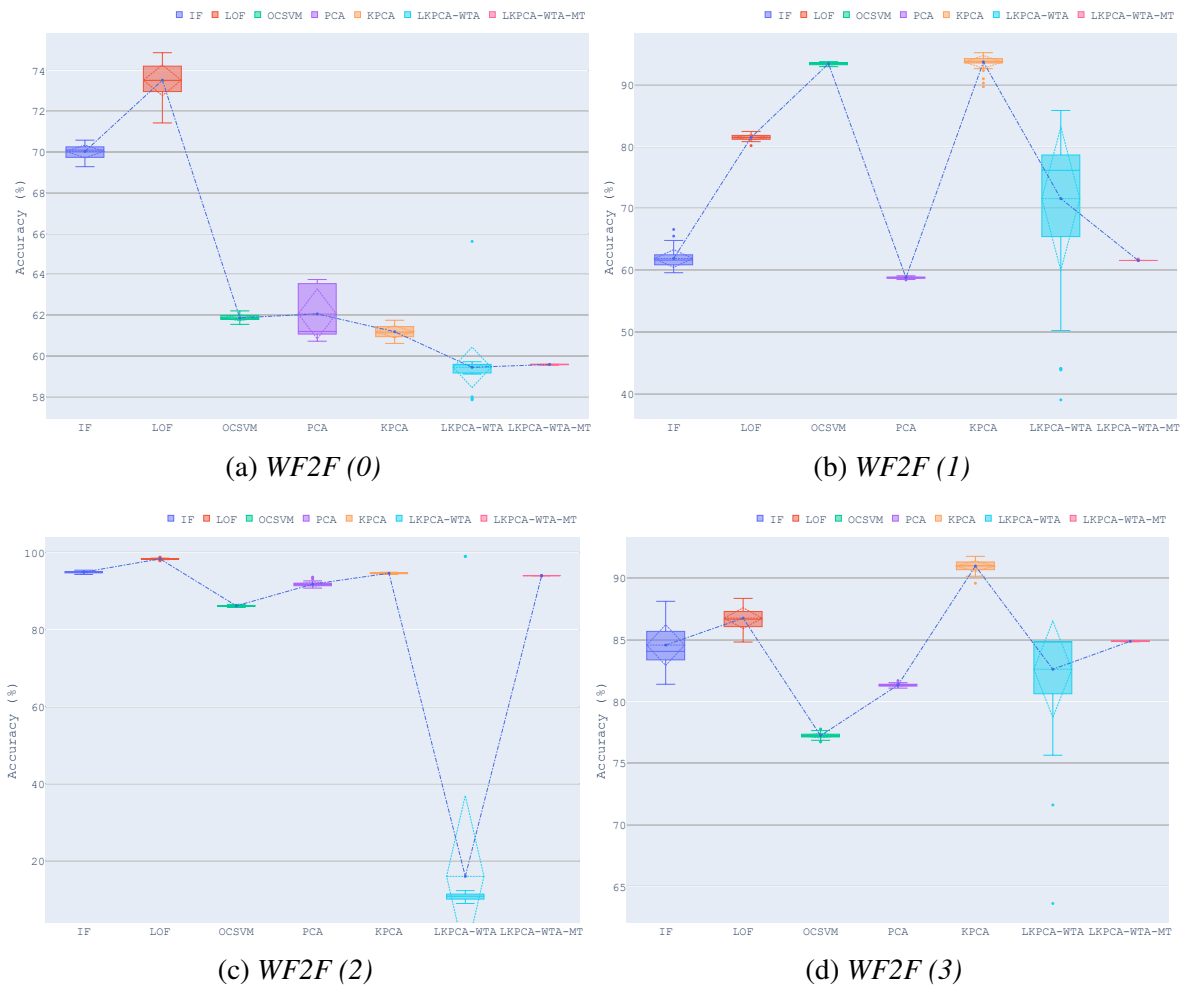 IF LOF OCSVM PCA KPCA LKPCA-WTA LKPCA-WTA-MT
Accuracy (%)
74
72
70
68
66
64
62
60
58
IF LOF OCSVM PCA KPCA LKPCA-WTA LKPCA-WTA-MT
(a) WF2F (0)
IF LOF OCSVM PCA KPCA LKPCA-WTA LKPCA-WTA-MT
Accuracy (%)
90
80
70
60
50
40
IF LOF OCSVM PCA KPCA LKPCA-WTA LKPCA-WTA-MT
(b) WF2F (1)
IF LOF OCSVM PCA KPCA LKPCA-WTA LKPCA-WTA-MT
Accuracy (%)
100
80
60
40
20
IF LOF OCSVM PCA KPCA LKPCA-WTA LKPCA-WTA-MT
(c) WF2F (2)
IF LOF OCSVM PCA KPCA LKPCA-WTA LKPCA-WTA-MT
Accuracy (%)
90
85
80
75
70
65
IF LOF OCSVM PCA KPCA LKPCA-WTA LKPCA-WTA-MT
(d) WF2F (3)